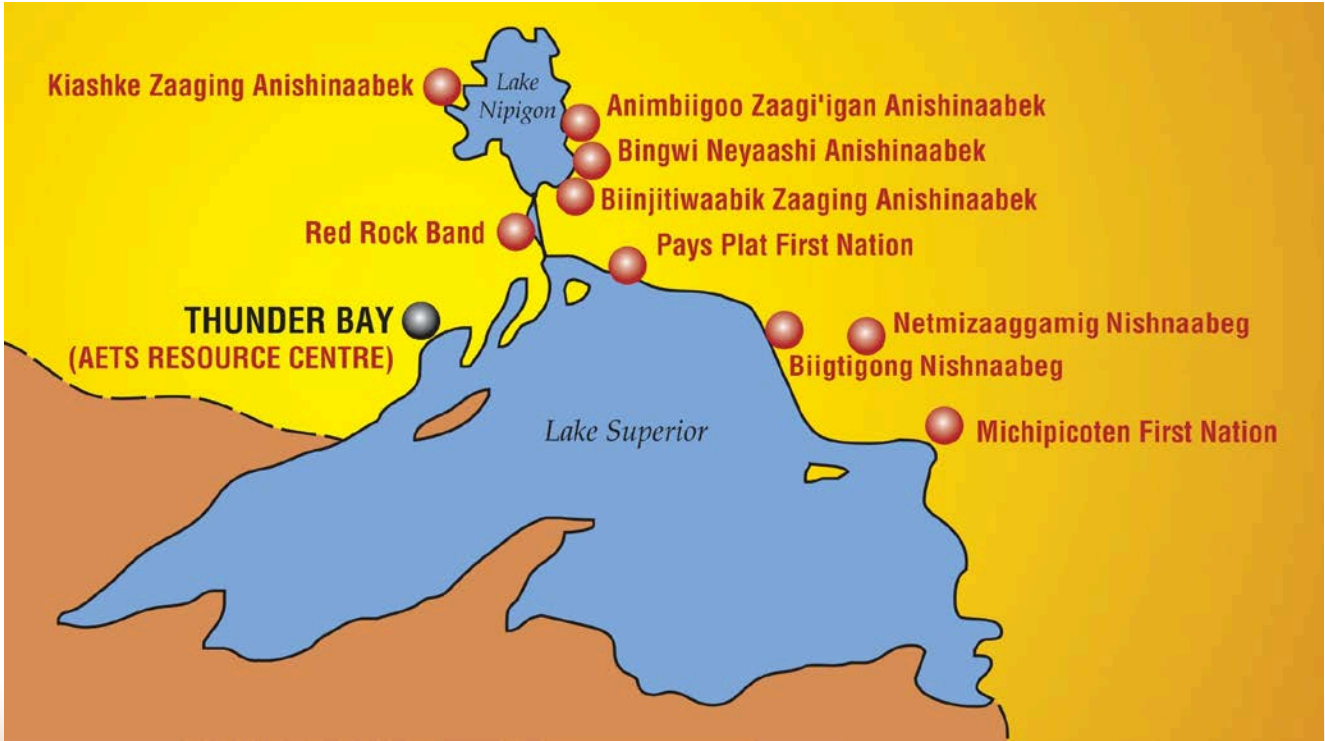 Kiashke Zaaging Anishinaabek
Lake
Nipigon
Animbiigoo Zaagi'igan Anishinaabek
Bingwi Neyaashi Anishinaabek
Biinjitiwaabik Zaaging Anishinaabek
Red Rock Band
Pays Plat First Nation
THUNDER BAY
(AETS RESOURCE CENTRE)
Netmizaaggamig Nishnaabeg
Biigtigong Nishnaabeg
Lake Superior
Michipicoten First Nation